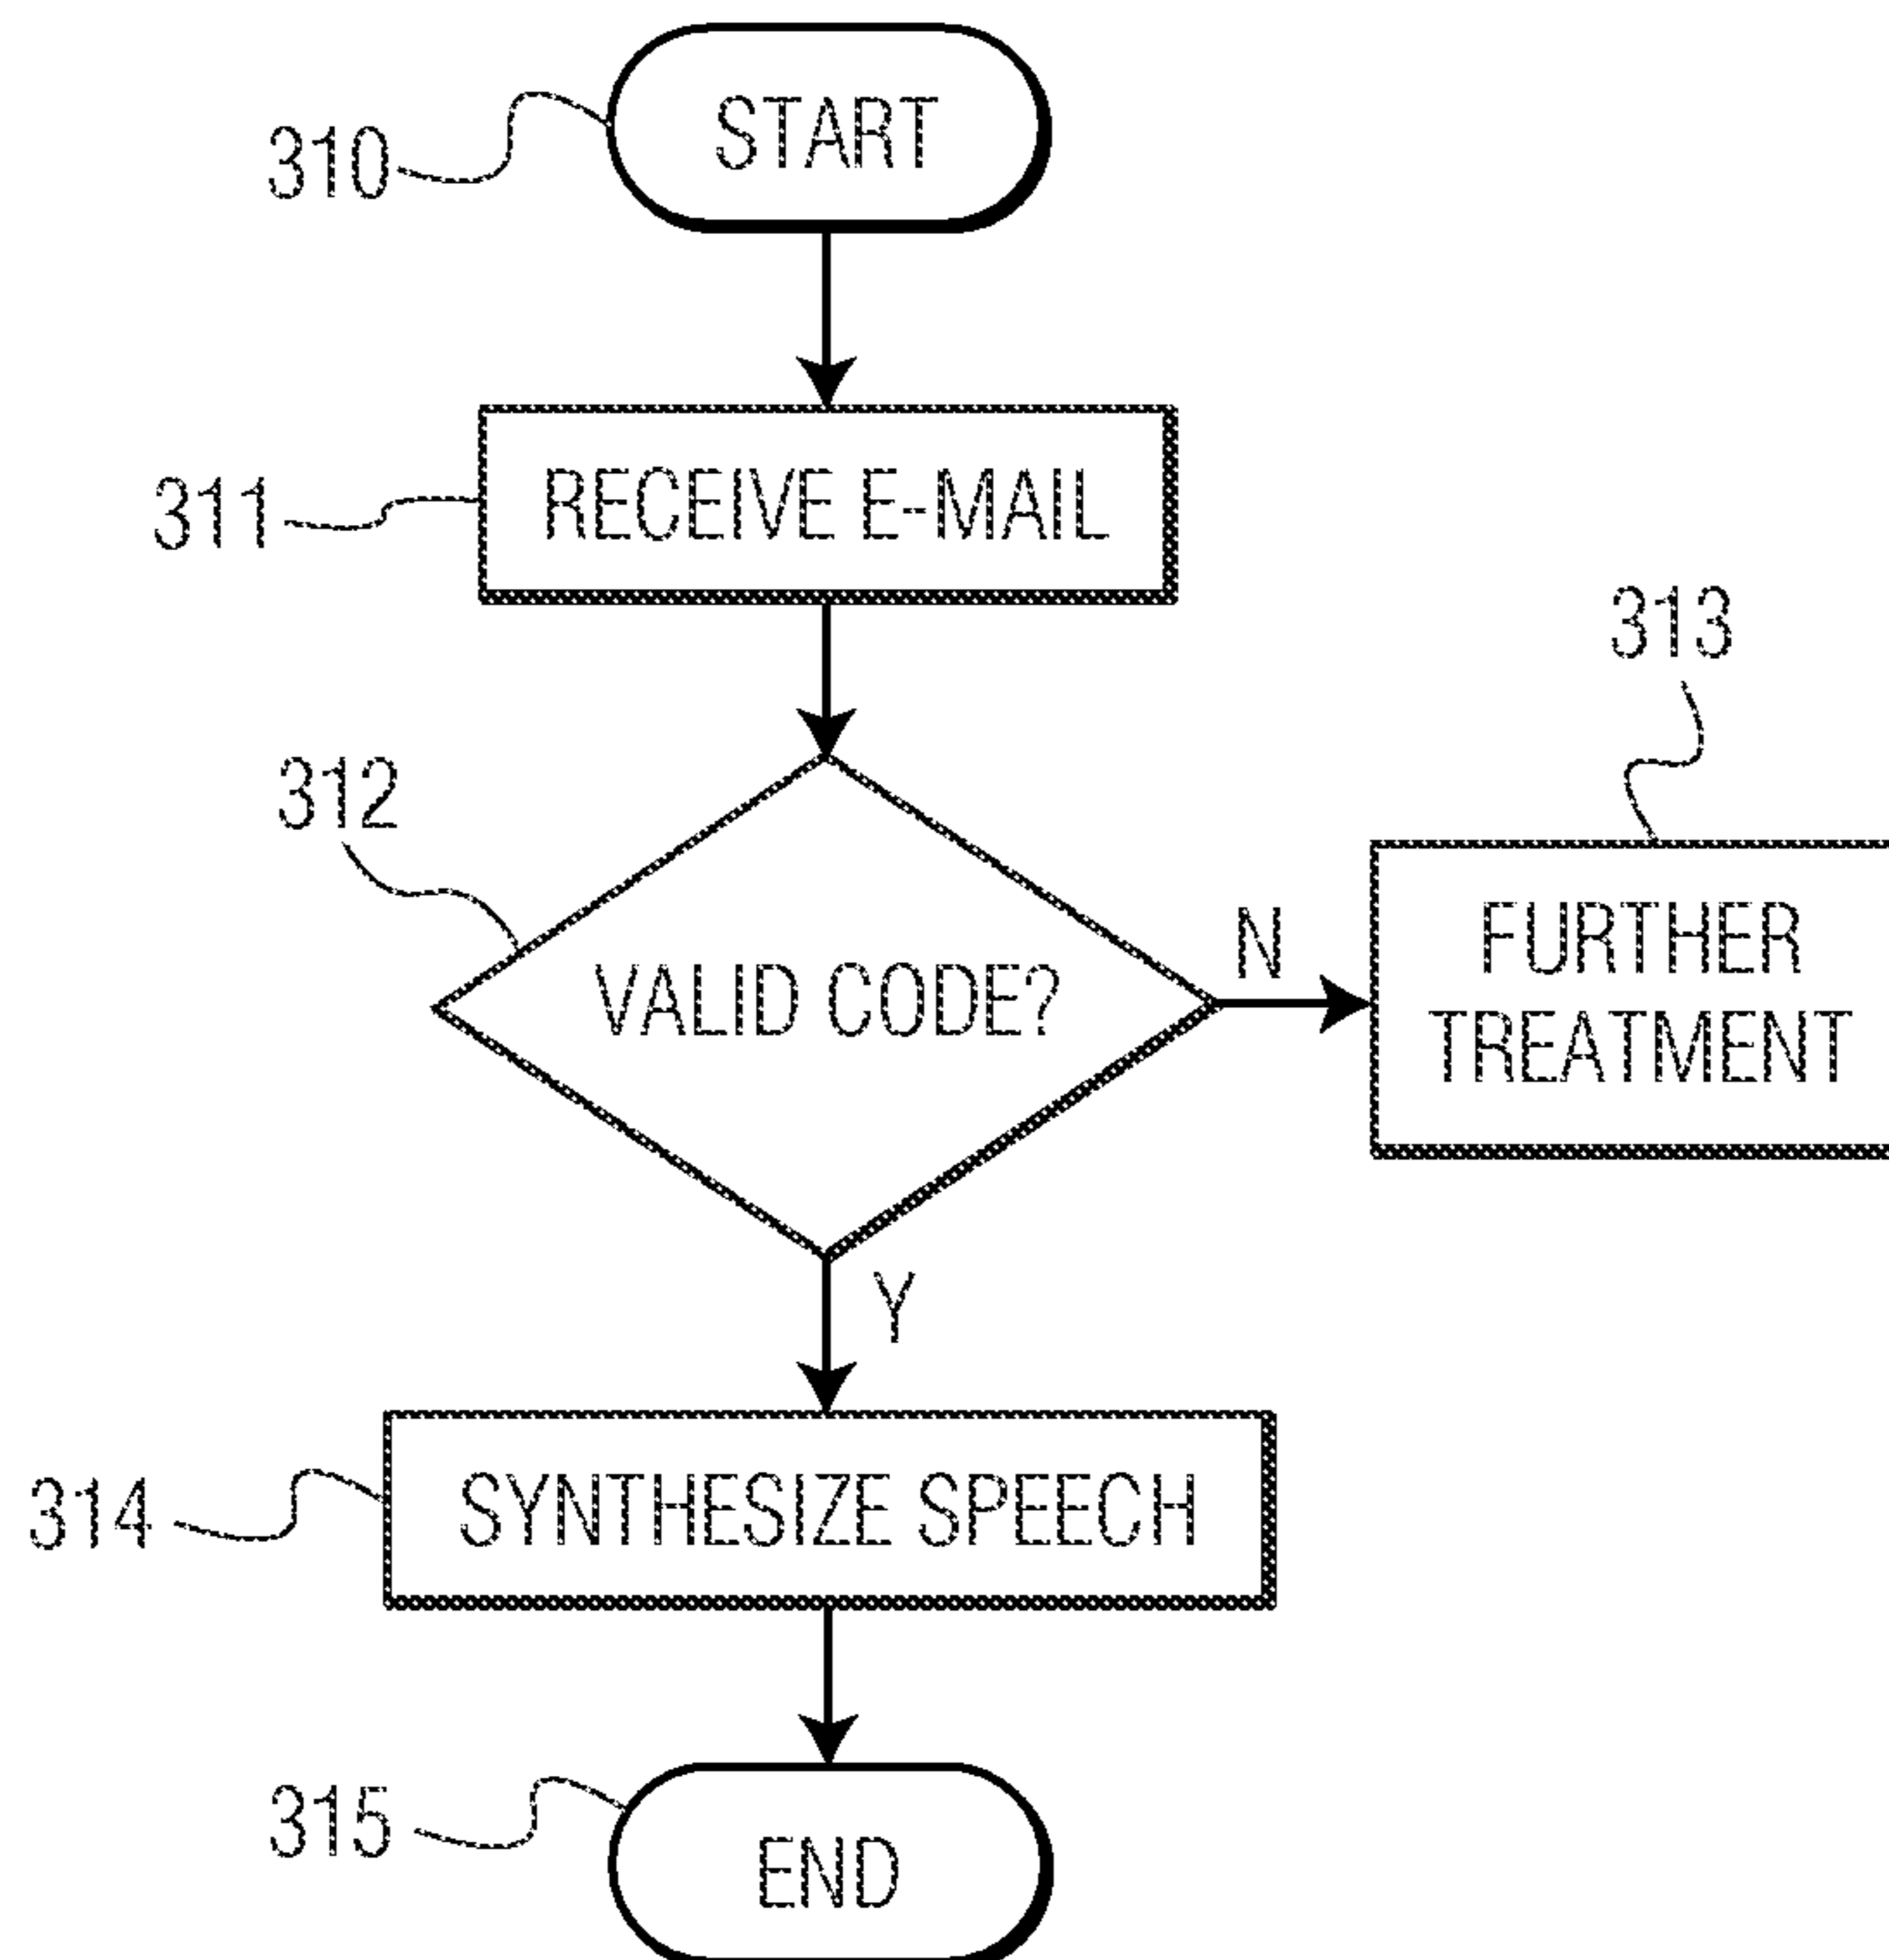 310
START
311
RECEIVE E-MAIL
312
VALID CODE?
N
313
FURTHER
TREATMENT
Y
314
SYNTHESIZE SPEECH
315
END